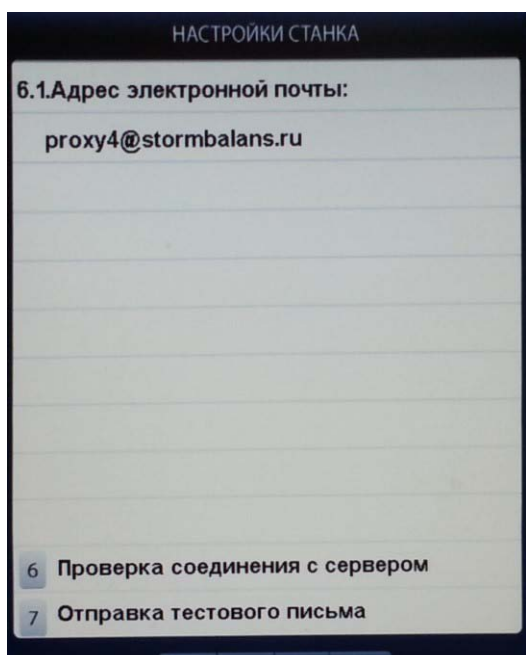 НАСТРОЙКИ СТАНКА
6.1.Адрес электронной почты:
proxy4@stormbalans.ru
6 Проверка соединения с сервером
7 Отправка тестового письма